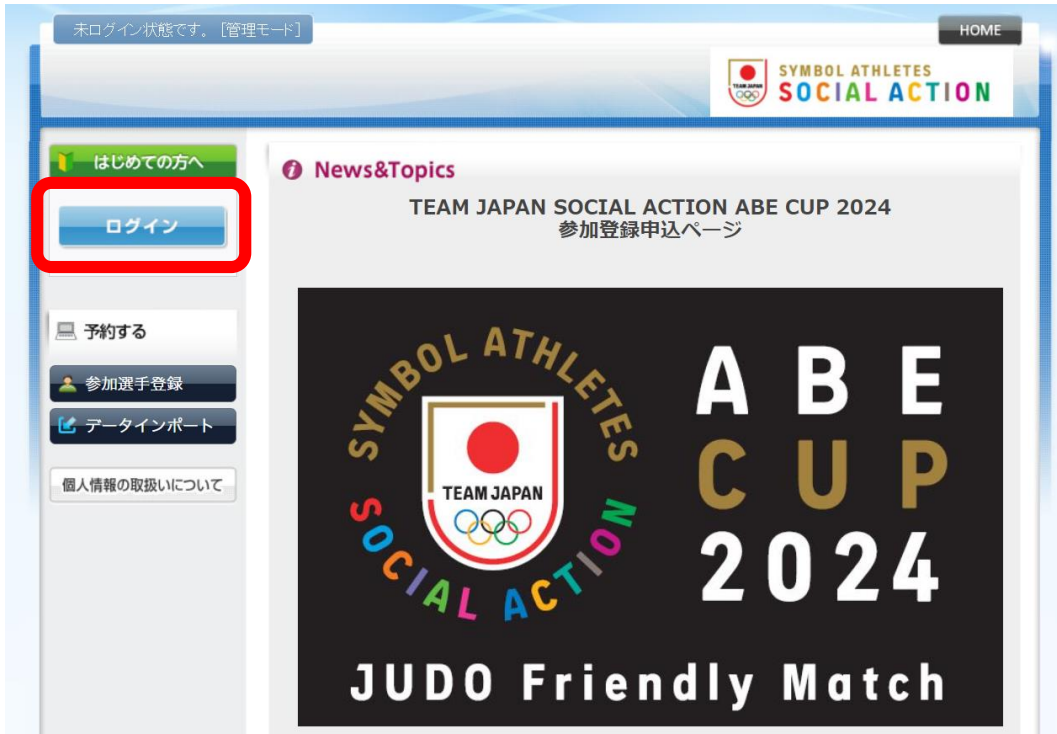 未ログイン状態です。[管理モード]
HOME
TEAM JAPAN
SYMBOL ATHLETES
SOCIAL ACTION
はじめての方へ
ログイン
予約する
参加選手登録
データインポート
個人情報の取扱いについて
News&Topics
TEAM JAPAN SOCIAL ACTION ABE CUP 2024
参加登録申込ページ
SYMBOL ATHLETES
TEAM JAPAN
SOCIAL ACTION
ABE
CUP
2024
JUDO Friendly Match